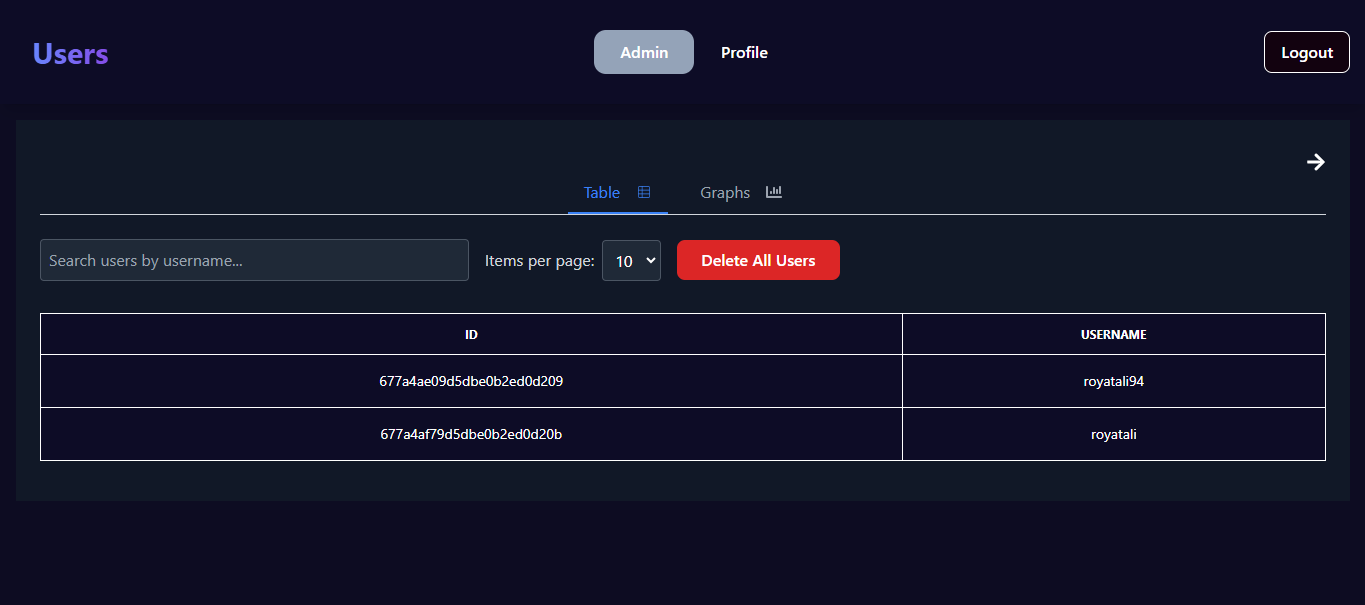 Users
Admin
Profile
Logout
Table
Graphs
Search users by username...
Items per page:
10
Delete All Users
ID
USERNAME
677a4ae09d5dbe0b2ed0d209
royatali94
677a4af79d5dbe0b2ed0d20b
royatali